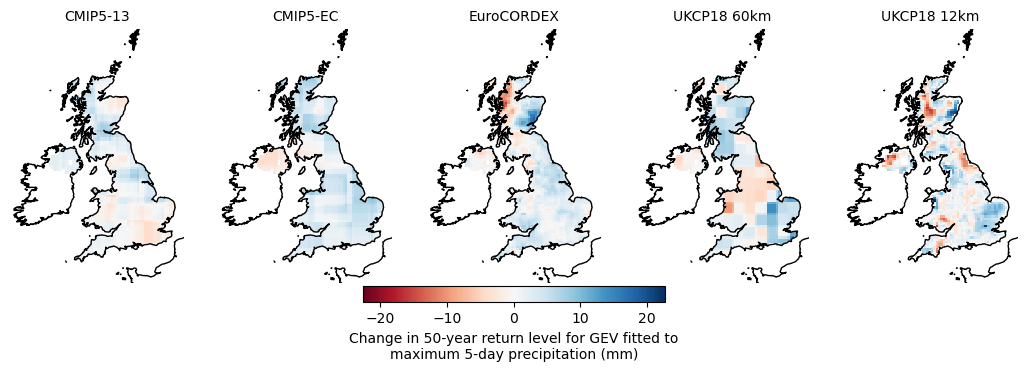 CMIP5-13 CMIP5-EC EuroCORDEX UKCP18 60km UKCP18 12km
−20 −10 0 10 20
Change in 50-year return level for GEV fitted to
maximum 5-day precipitation (mm)